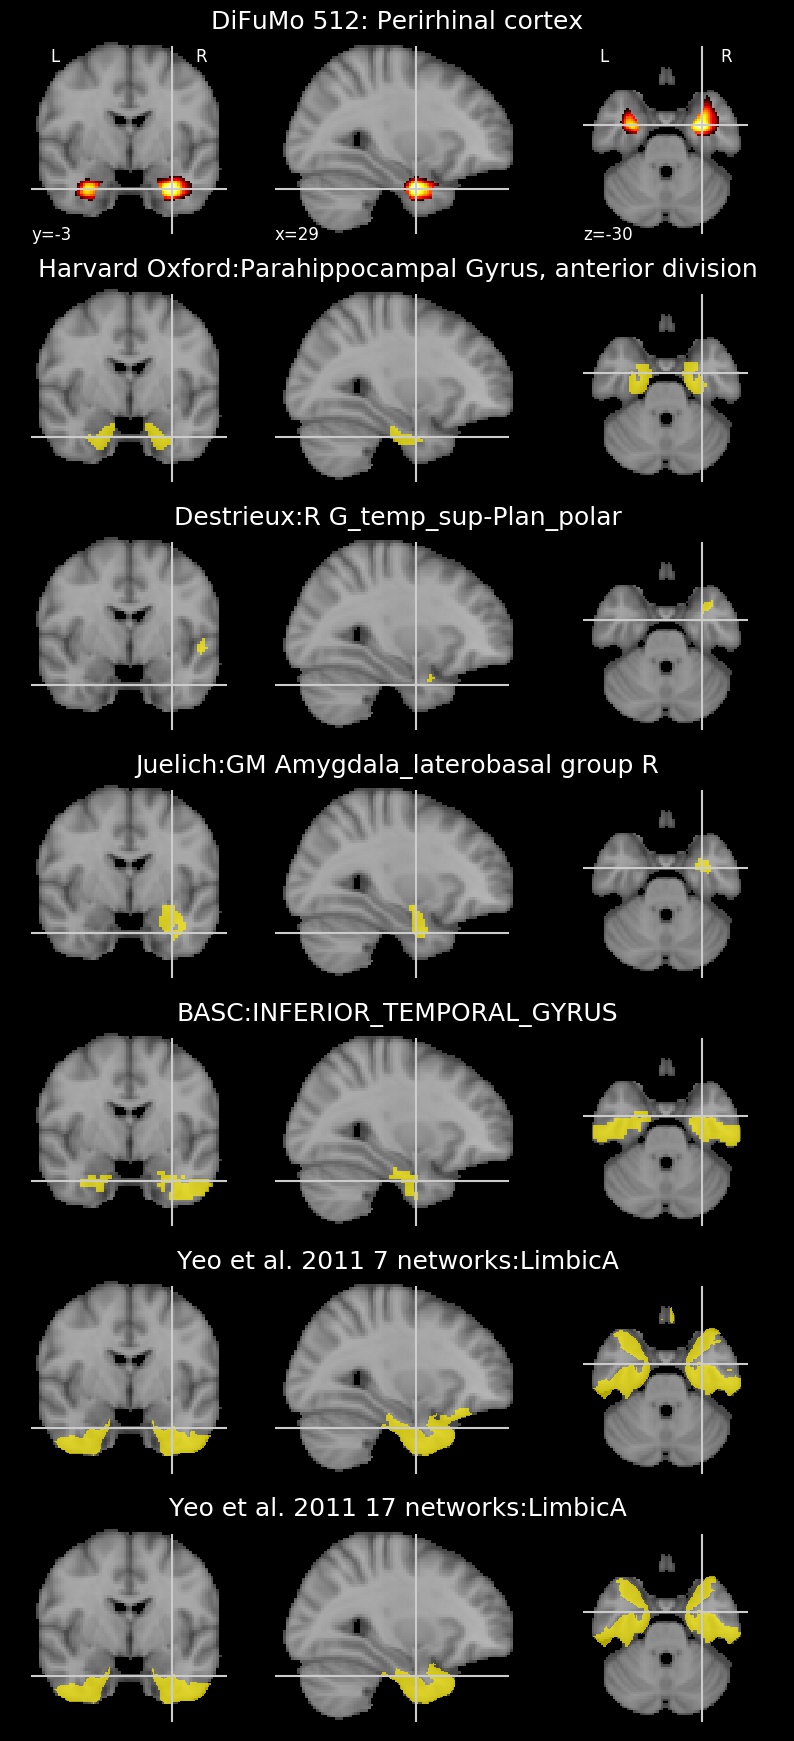 DiFuMo 512: Perirhinal cortex
L R L R
y=-3 x=29 z=-30
Harvard Oxford:Parahippocampal Gyrus, anterior division
Destrieux:R G_temp_sup-Plan_polar
Juelich:GM Amygdala_laterobasal group R
BASC:INFERIOR_TEMPORAL_GYRUS
Yeo et al. 2011 7 networks:LimbicA
Yeo et al. 2011 17 networks:LimbicA